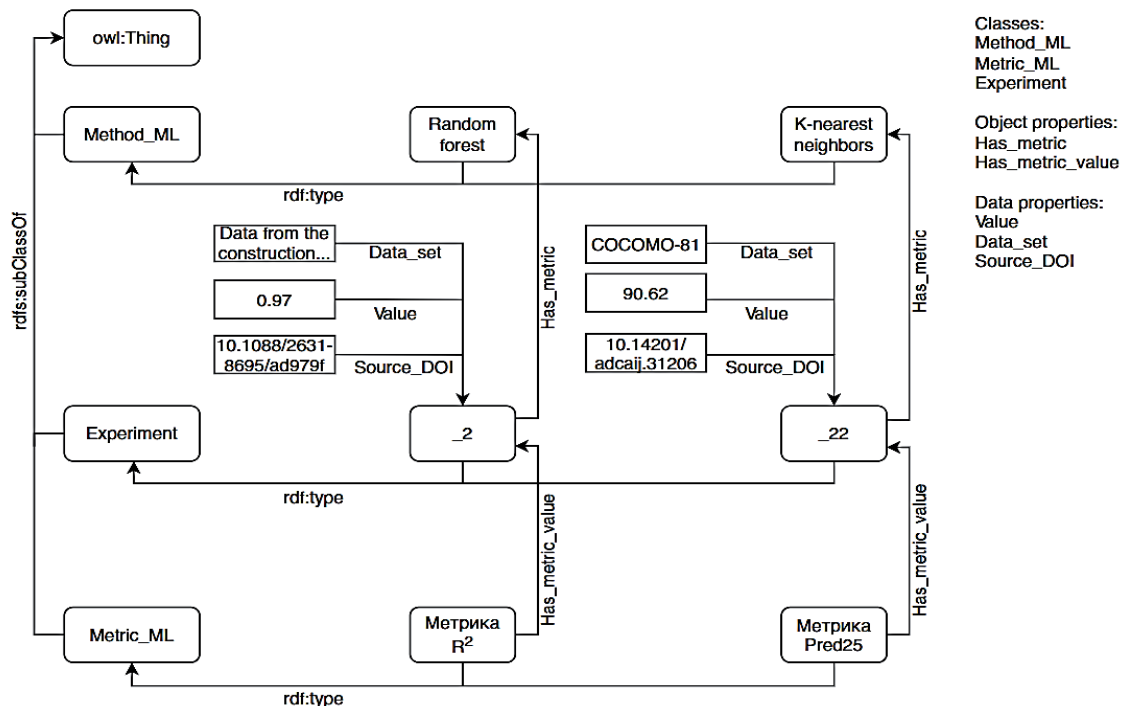 owl:Thing
Classes:
Method_ML
Metric_ML
Experiment
Object properties:
Has_metric
Has_metric_value
Data properties:
Value
Data_set
Source_DOI
Method_ML
Random
forest
K-nearest
neighbors
rdf:type
rdfs:subClassOf
Data from the
construction...
Data_set
0.97
Value
10.1088/2631-
8695/ad979f
Source_DOI
Has_metric
COCOMO-81
Data_set
90.62
Value
10.14201/
adcaij.31206
Source_DOI
Has_metric
Experiment
_2
_22
rdf:type
Has_metric_value
Has_metric_value
Metric_ML
Метрика
R²
Метрика
Pred25
rdf:type